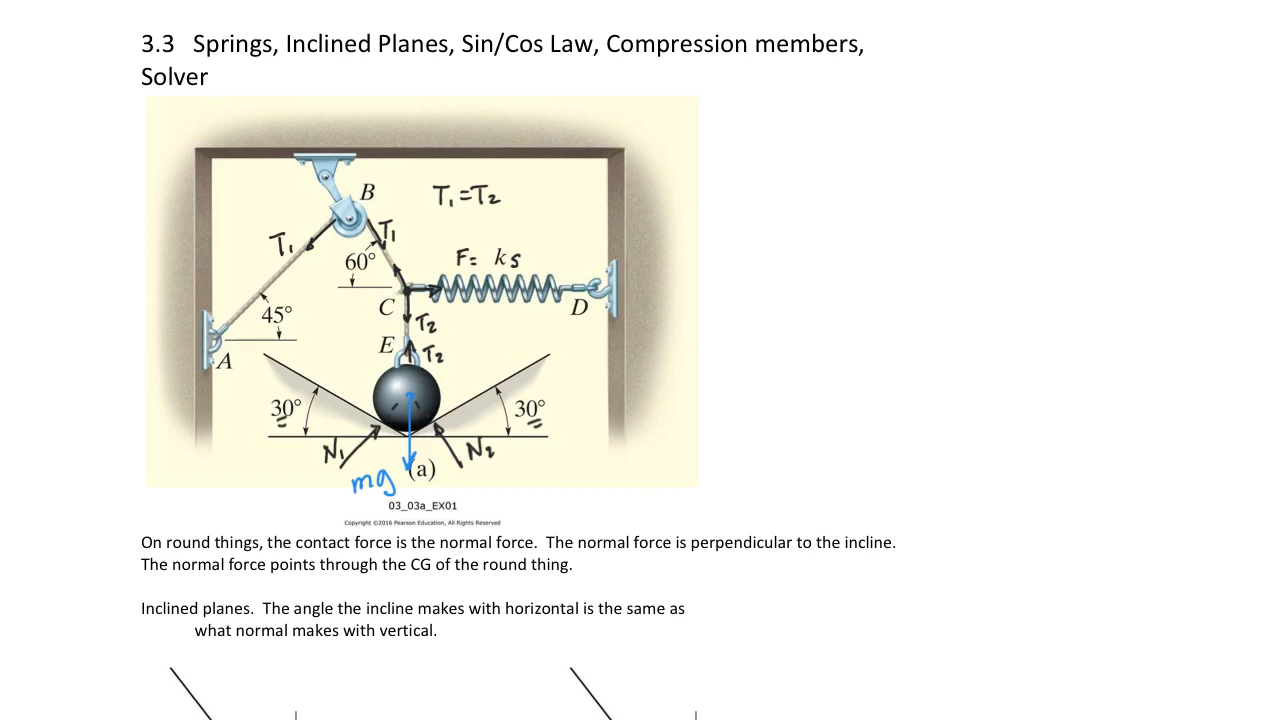 3.3 Springs, Inclined Planes, Sin/Cos Law, Compression members,
Solver
B
T₁=T₂
T₁
T₁
60°
F= ks
C
D
45°
T₂
E
T₂
A
30°
30°
N₁
N₂
mg
(a)
03_03a_EX01
Copyright ©2016 Pearson Education, All Rights Reserved
On round things, the contact force is the normal force. The normal force is perpendicular to the incline.
The normal force points through the CG of the round thing.
Inclined planes. The angle the incline makes with horizontal is the same as
what normal makes with vertical.